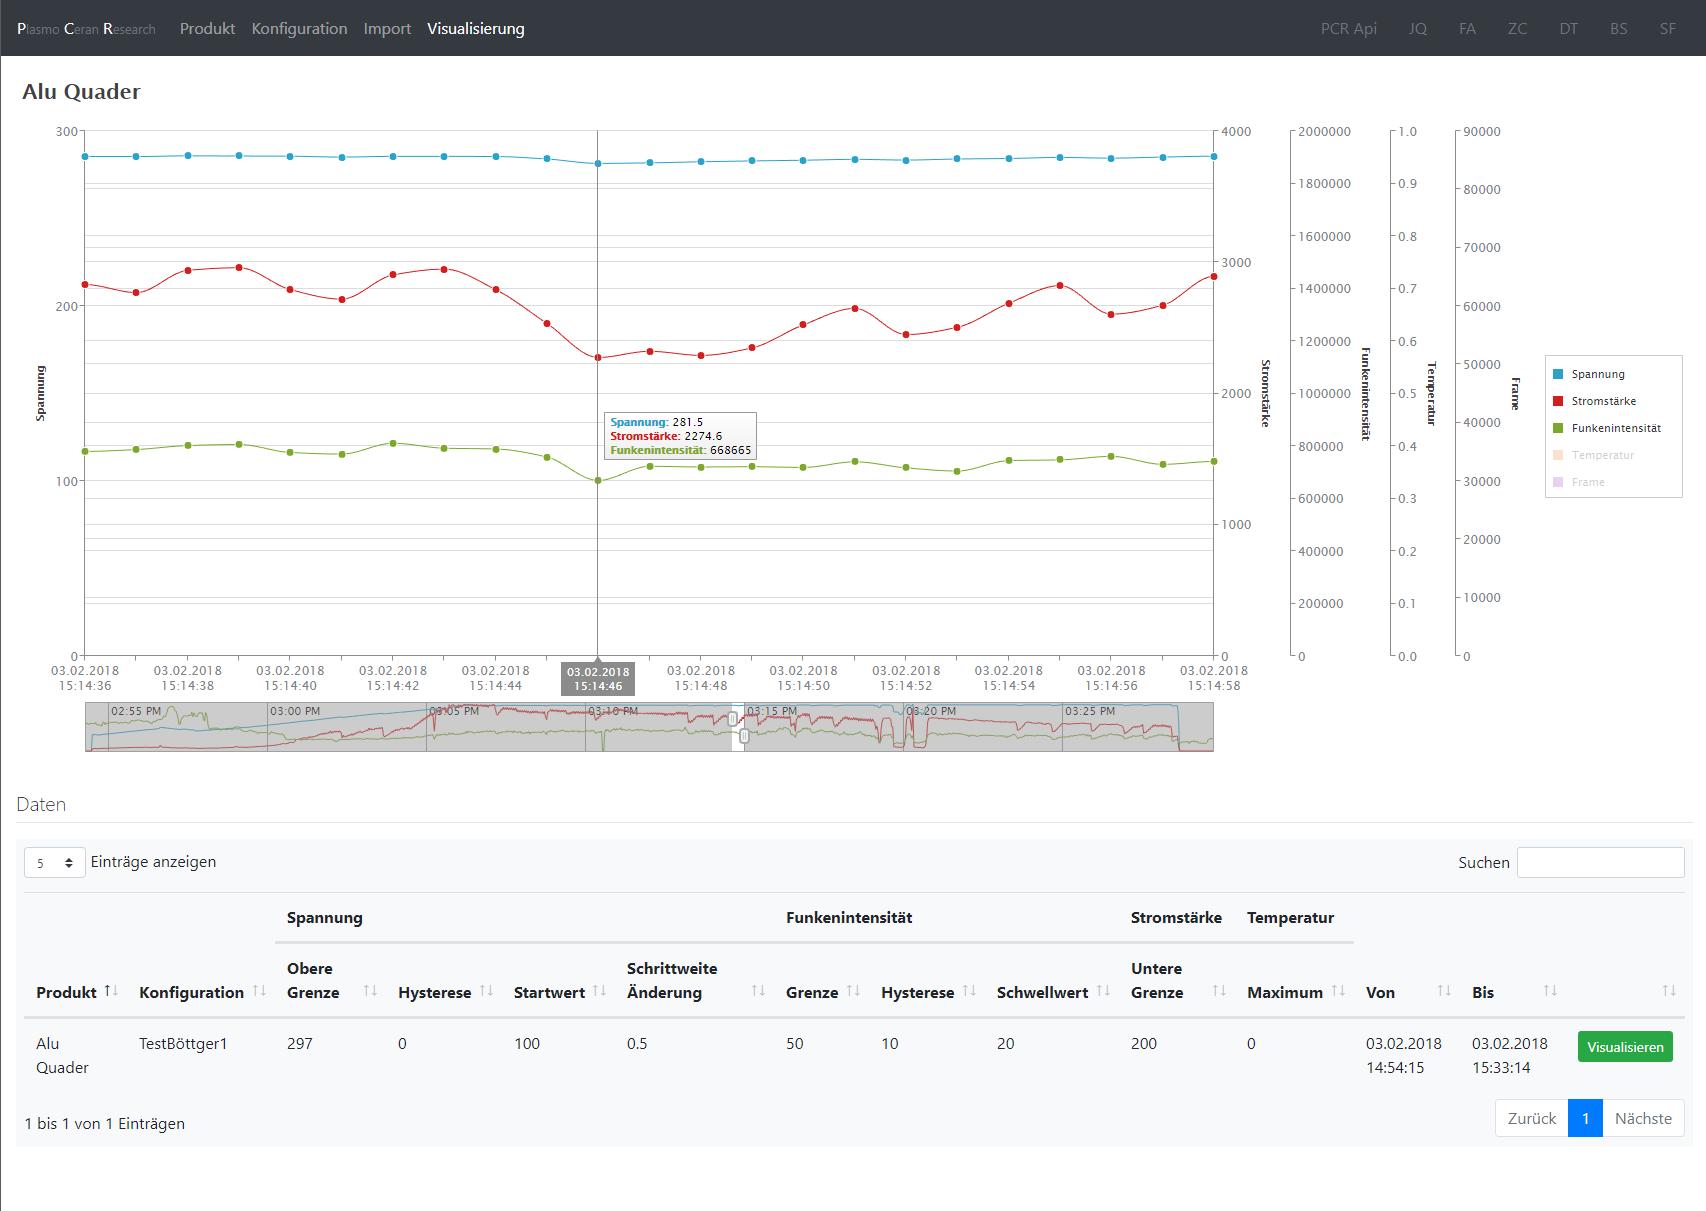 Plasmo Ceran Research Produkt Konfiguration Import Visualisierung PCR Api JQ FA ZC DT BS SF
Alu Quader
300
200
100
0
Spannung
4000
3000
2000
1000
0
Stromstärke
2000000
1800000
1600000
1400000
1200000
1000000
800000
600000
400000
200000
0
Funkenintensität
1.0
0.9
0.8
0.7
0.6
0.5
0.4
0.3
0.2
0.1
0.0
Temperatur
90000
80000
70000
60000
50000
40000
30000
20000
10000
0
Frame
Spannung
Stromstärke
Funkenintensität
Temperatur
Frame
Spannung: 281.5
Stromstärke: 2274.6
Funkenintensität: 668665
03.02.2018 03.02.2018 03.02.2018 03.02.2018 03.02.2018 03.02.2018 03.02.2018 03.02.2018 03.02.2018 03.02.2018 03.02.2018 03.02.2018
15:14:36 15:14:38 15:14:40 15:14:42 15:14:44 15:14:46 15:14:48 15:14:50 15:14:52 15:14:54 15:14:56 15:14:58
02:55 PM 03:00 PM 03:05 PM 03:10 PM 03:15 PM 03:20 PM 03:25 PM
Daten
5 Einträge anzeigen Suchen
Spannung Funkenintensität Stromstärke Temperatur
Obere Schrittweite Untere
Produkt Konfiguration Grenze Hysterese Startwert Änderung Grenze Hysterese Schwellwert Grenze Maximum Von Bis
Alu TestBöttger1 297 0 100 0.5 50 10 20 200 0 03.02.2018 03.02.2018 Visualisieren
Quader 14:54:15 15:33:14
1 bis 1 von 1 Einträgen Zurück 1 Nächste